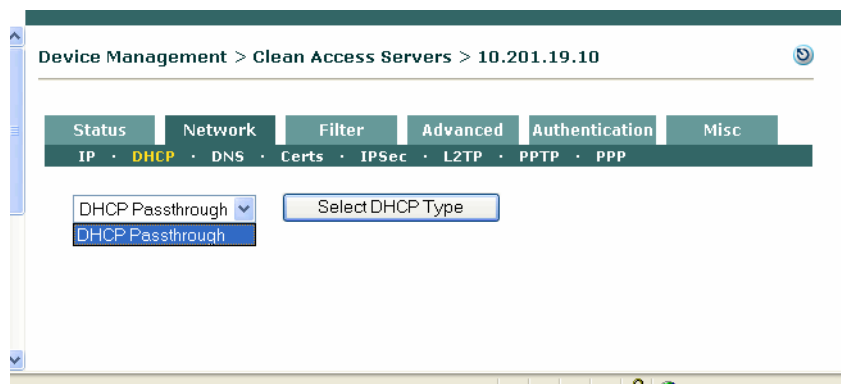 Device Management > Clean Access Servers > 10.201.19.10
Status Network Filter Advanced Authentication Misc
IP · DHCP · DNS · Certs · IPSec · L2TP · PPTP · PPP
DHCP Passthrough Select DHCP Type
DHCP Passthrough